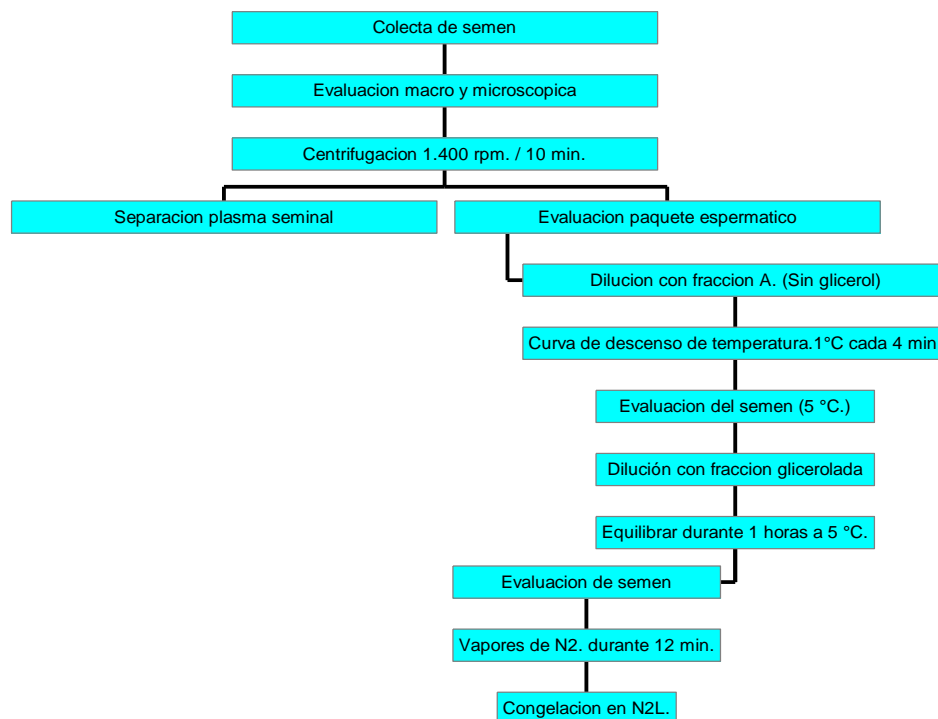 Colecta de semen
Evaluacion macro y microscopica
Centrifugacion 1.400 rpm. / 10 min.
Separacion plasma seminal
Evaluacion paquete espermatico
Dilucion con fraccion A. (Sin glicerol)
Curva de descenso de temperatura.1°C cada 4 min
Evaluacion del semen (5 °C.)
Dilución con fraccion glicerolada
Equilibrar durante 1 horas a 5 °C.
Evaluacion de semen
Vapores de N2. durante 12 min.
Congelacion en N2L.